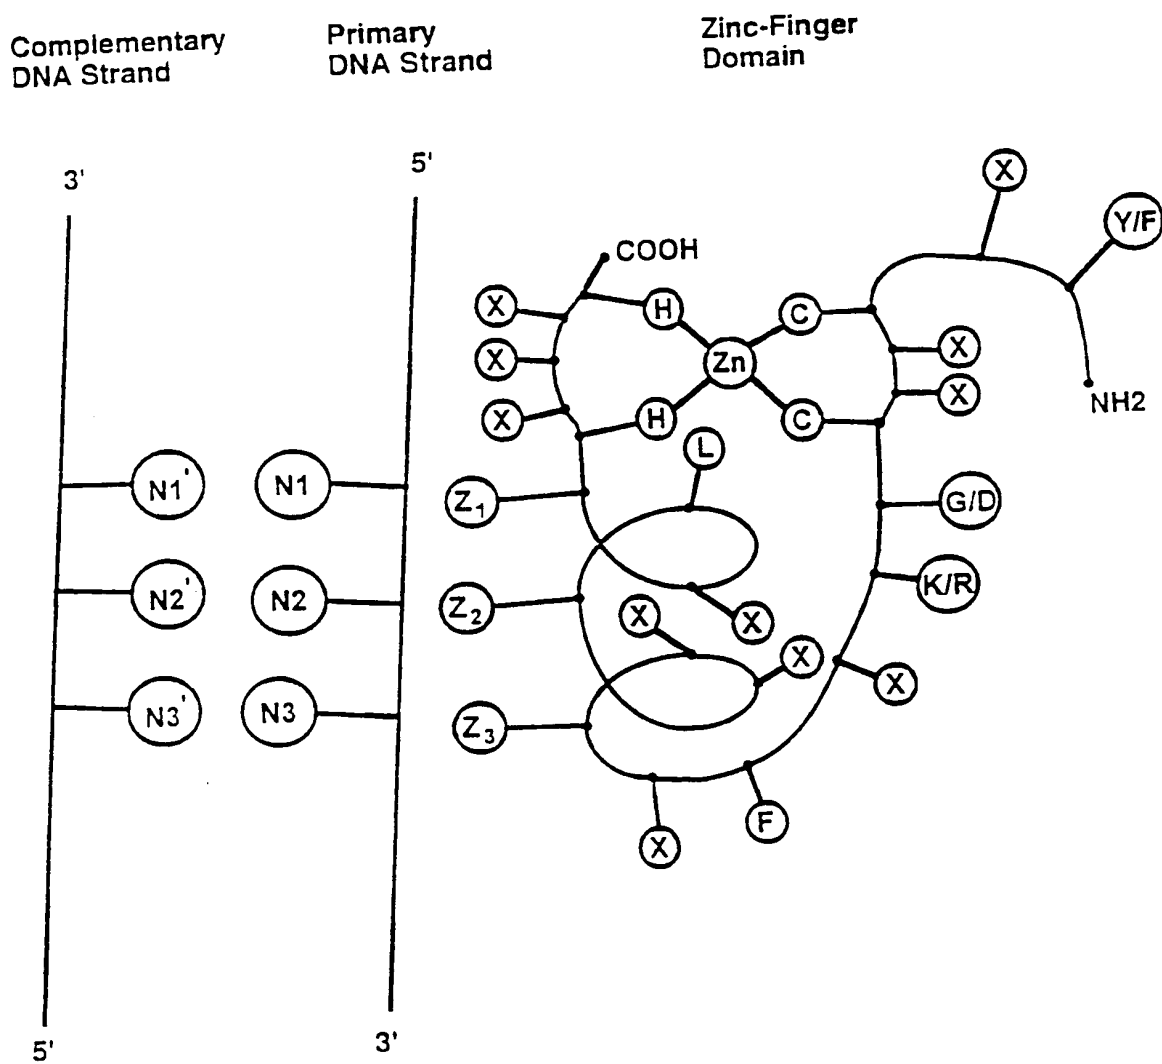 Complementary
DNA Strand
Primary
DNA Strand
Zinc-Finger
Domain
3'
5'
X
Y/F
COOH
X
H
C
X
Zn
X
X
NH2
X
H
C
L
N1'
N1
Z1
G/D
N2'
N2
Z2
X
X
K/R
X
X
N3'
N3
Z3
X
F
5'
3'